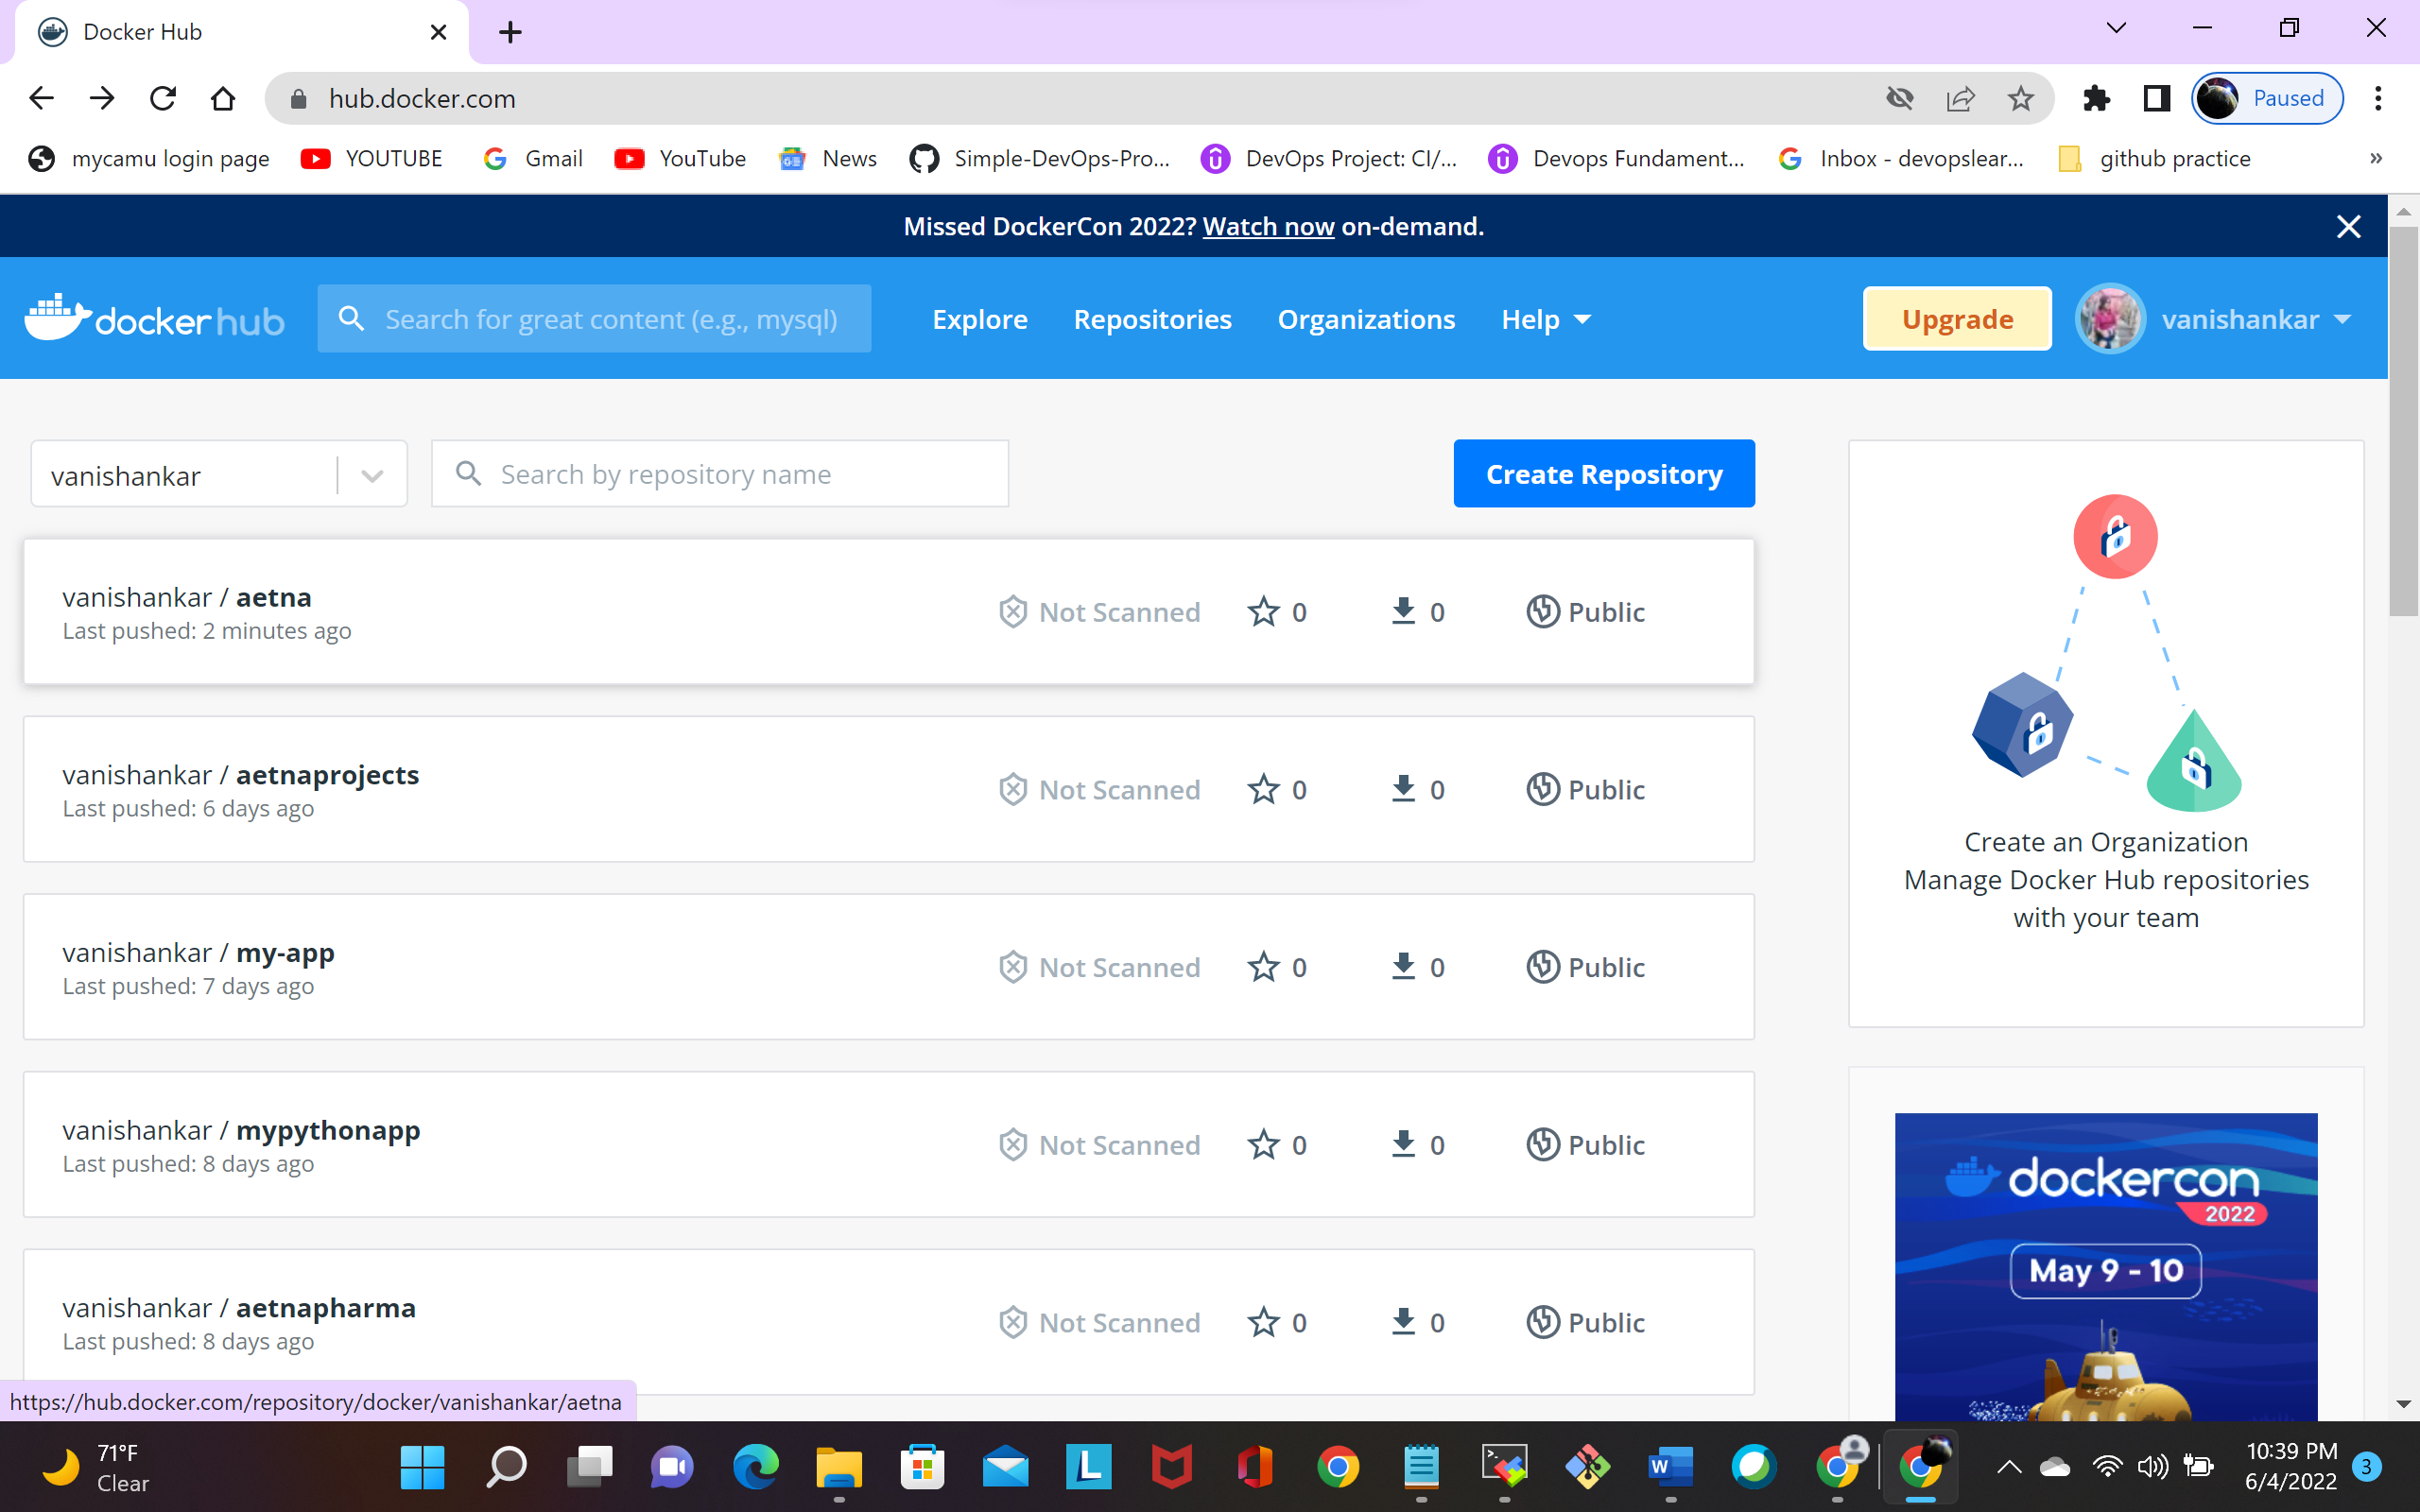 Docker Hub
hub.docker.com
Paused
mycamu login page
YOUTUBE
Gmail
YouTube
News
Simple-DevOps-Pro...
DevOps Project: CI/...
Devops Fundament...
Inbox - devopslear...
github practice
»
Missed DockerCon 2022? Watch now on-demand.
docker hub
Search for great content (e.g., mysql)
Explore
Repositories
Organizations
Help
Upgrade
vanishankar
vanishankar
Search by repository name
Create Repository
vanishankar / aetna
Last pushed: 2 minutes ago
Not Scanned
0
0
Public
vanishankar / aetnaprojects
Last pushed: 6 days ago
Not Scanned
0
0
Public
vanishankar / my-app
Last pushed: 7 days ago
Not Scanned
0
0
Public
vanishankar / mypythonapp
Last pushed: 8 days ago
Not Scanned
0
0
Public
vanishankar / aetnapharma
Last pushed: 8 days ago
Not Scanned
0
0
Public
Create an Organization
Manage Docker Hub repositories
with your team
dockercon
2022
May 9 - 10
https://hub.docker.com/repository/docker/vanishankar/aetna
71°F
Clear
L
W
10:39 PM
6/4/2022
3